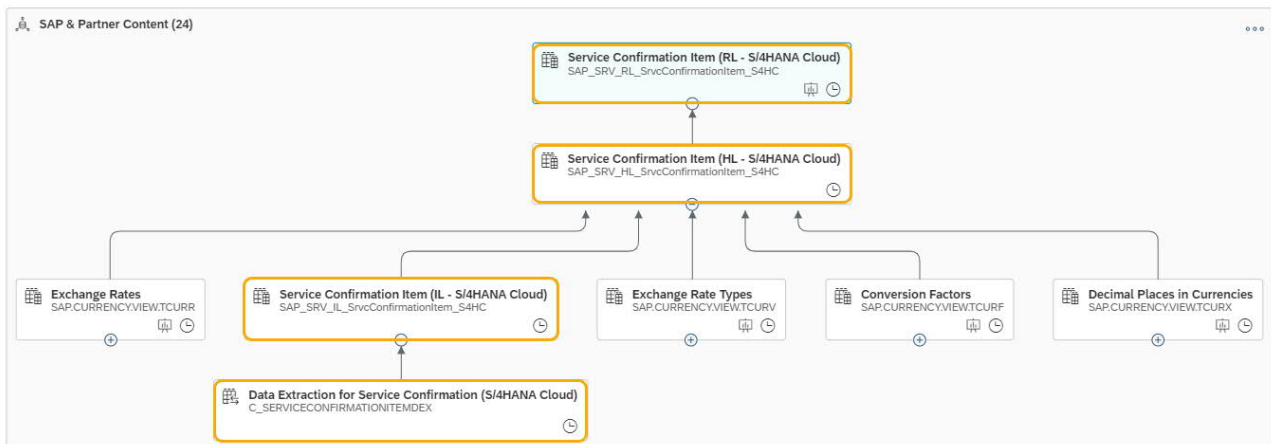 SAP & Partner Content (24)
Service Confirmation Item (RL - S/4HANA Cloud)
SAP_SRV_RL_SrvcConfirmationItem_S4HC
Service Confirmation Item (HL - S/4HANA Cloud)
SAP_SRV_HL_SrvcConfirmationItem_S4HC
Exchange Rates
SAP.CURRENCY.VIEW.TCURR
Service Confirmation Item (IL - S/4HANA Cloud)
SAP_SRV_IL_SrvcConfirmationItem_S4HC
Exchange Rate Types
SAP.CURRENCY.VIEW.TCURV
Conversion Factors
SAP.CURRENCY.VIEW.TCURF
Decimal Places in Currencies
SAP.CURRENCY.VIEW.TCURX
Data Extraction for Service Confirmation (S/4HANA Cloud)
C_SERVICECONFIRMATIONITEMDEX